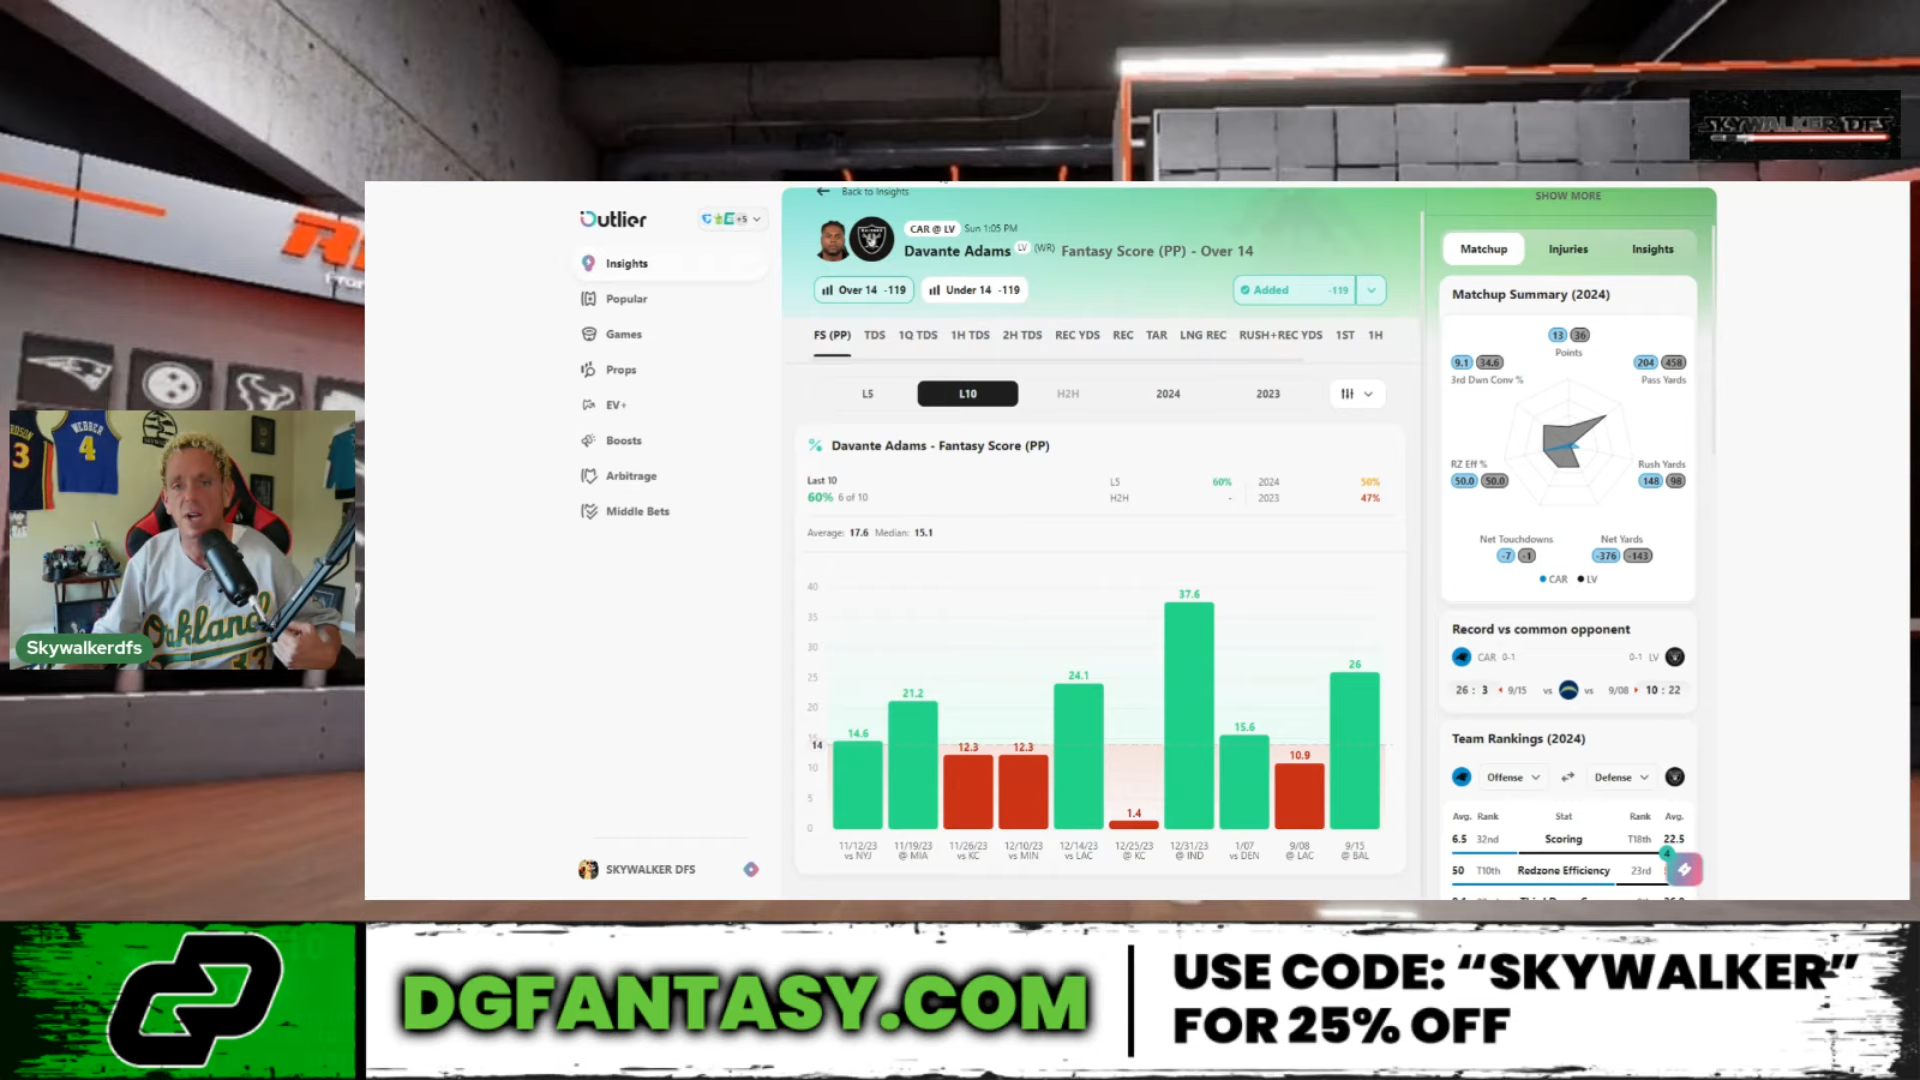 SKYWALKER DFS
Back to Insights
SHOW MORE
Outlier
+5
CAR @ LV Sun 1:05 PM
Davante Adams LV (WR) Fantasy Score (PP) - Over 14
Over 14 -119
Under 14 -119
Added -119
Matchup Injuries Insights
Insights
Popular
Games
Props
EV+
Boosts
Arbitrage
Middle Bets
SKYWALKER DFS
FS (PP) TDS 1Q TDS 1H TDS 2H TDS REC YDS REC TAR LNG REC RUSH+REC YDS 1ST 1H
L5 L10 H2H 2024 2023
Davante Adams - Fantasy Score (PP)
Last 10
60% 6 of 10
L5 60% 2024 50%
H2H - 2023 47%
Average: 17.6 Median: 15.1
40
35
30
25
20
14
10
5
0
14.6
21.2
12.3
12.3
24.1
1.4
37.6
15.6
10.9
26
11/12/23 vs NYJ
11/19/23 @ MIA
11/26/23 vs KC
12/10/23 vs MIN
12/14/23 vs LAC
12/25/23 @ KC
12/31/23 @ IND
1/07 vs DEN
9/08 @ LAC
9/15 @ BAL
Matchup Summary (2024)
13 36
Points
9.1 34.6
3rd Dwn Conv %
204 458
Pass Yards
RZ Eff %
50.0 50.0
Rush Yards
148 98
Net Touchdowns
-7 -1
Net Yards
-376 -143
CAR LV
Record vs common opponent
CAR 0-1 0-1 LV
26 : 3 9/15 vs vs 9/08 10 : 22
Team Rankings (2024)
Offense Defense
Avg. Rank Stat Rank Avg.
6.5 32nd Scoring T18th 22.5
4
50 T10th Redzone Efficiency 23rd
3
WEBBER
4
Oakland
33
Skywalkerdfs
DGFANTASY.COM
USE CODE: “SKYWALKER”
FOR 25% OFF